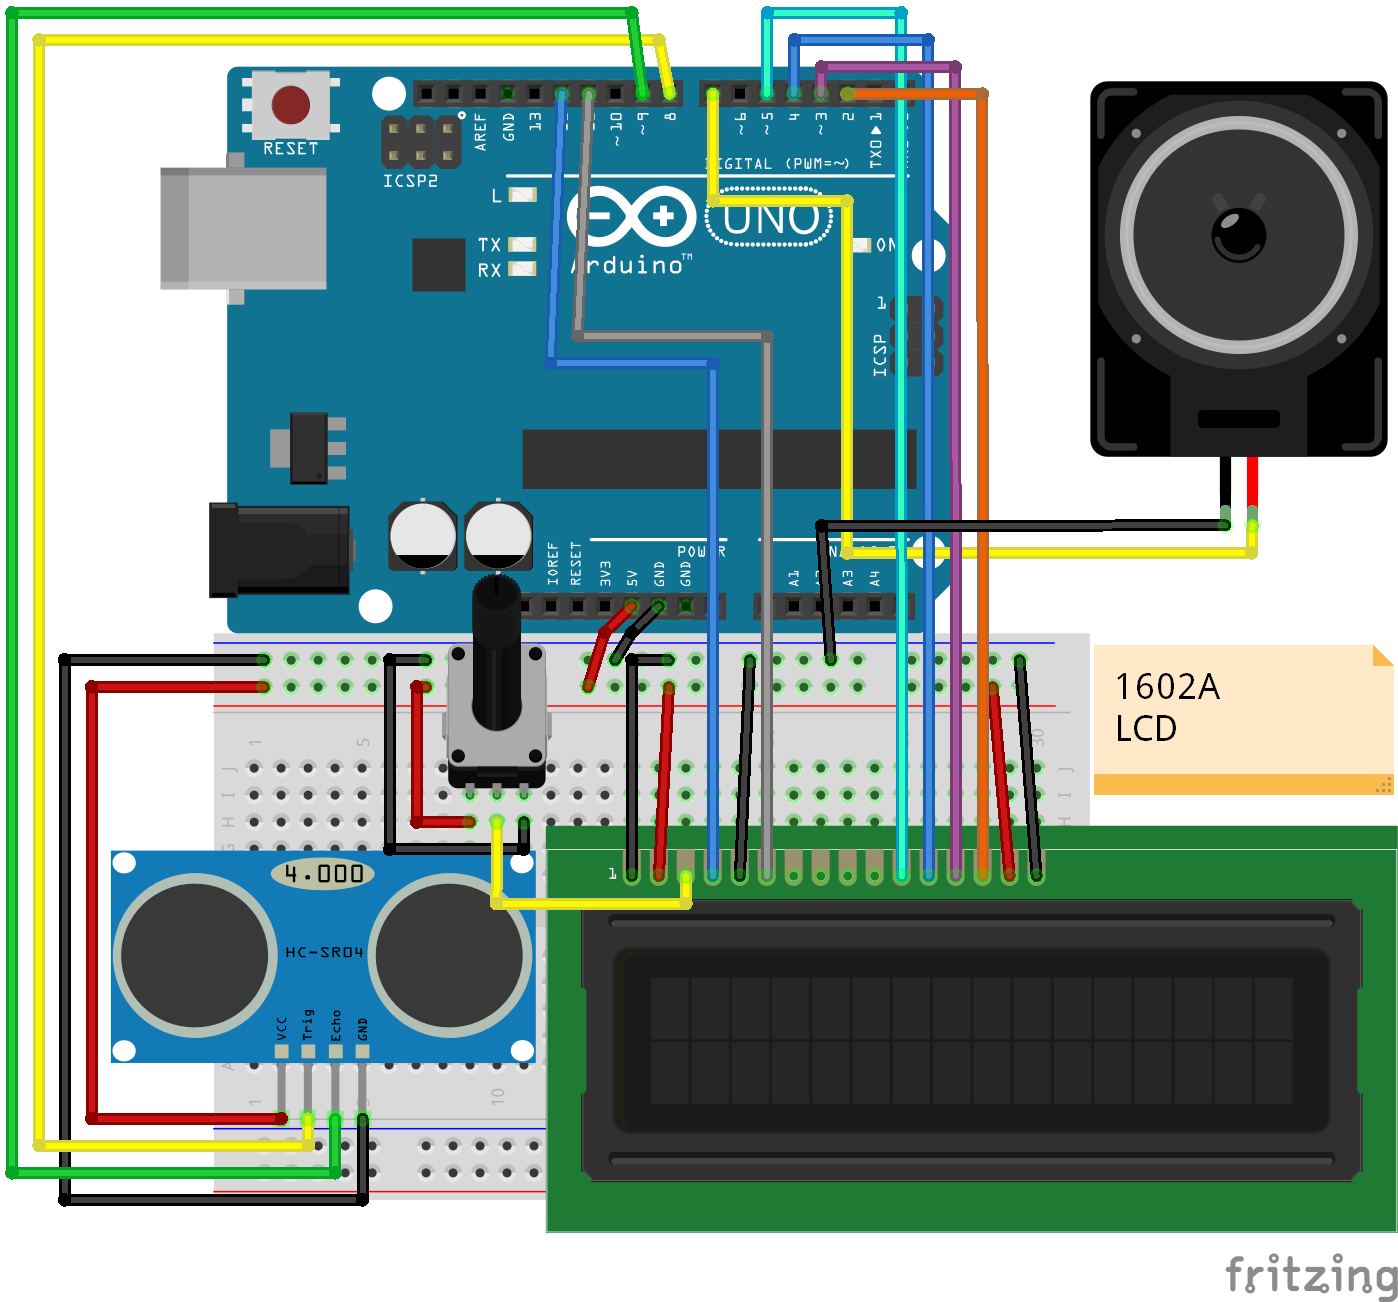 RESET
ICSP2
AREF
GND
13
~10
~9
8
~6
~5
4
~3
2
TX0▶1
DIGITAL (PWM=~)
L
TX
RX
UNO
Arduino™
ON
1
ICSP
IOREF
RESET
3V3
5V
GND
GND
A1
A3
A4
1602A
LCD
1
5
30
J
J
I
I
H
H
G
1
4.000
HC-SR04
VCC
Trig
Echo
GND
A
1
10
fritzing